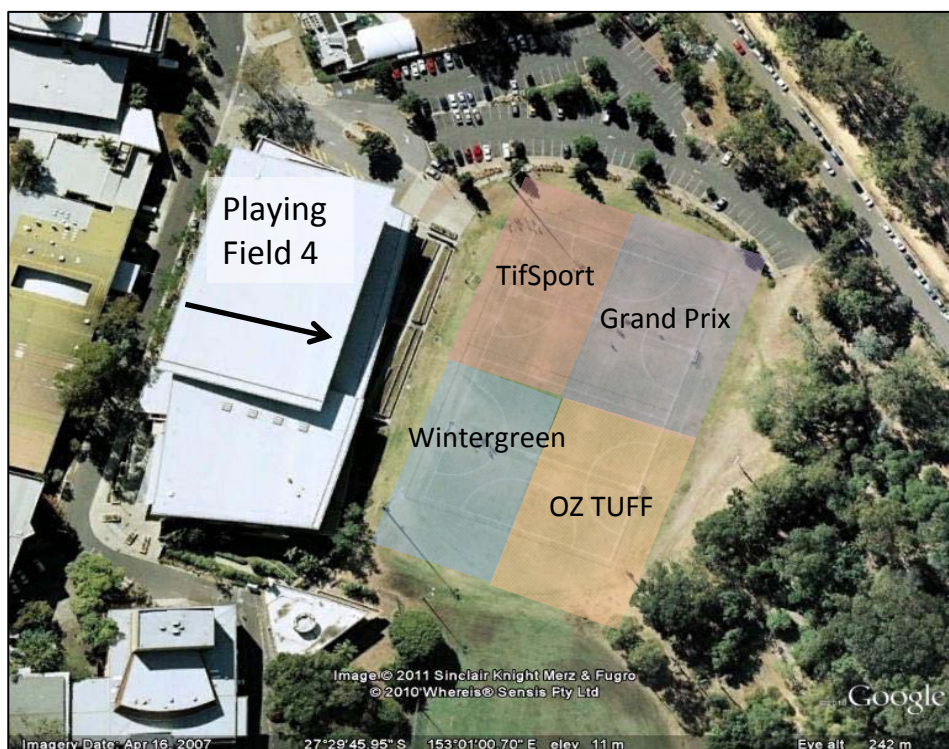 Playing
Field 4
TifSport
Grand Prix
Wintergreen
OZ TUFF
Image © 2011 Sinclair Knight Merz & Fugro
© 2010 Whereis® Sensis Pty Ltd
Google
Imagery Date: Apr 16, 2007 27°29'45.95" S 153°01'00.70" E elev 11 m Eye alt 242 m